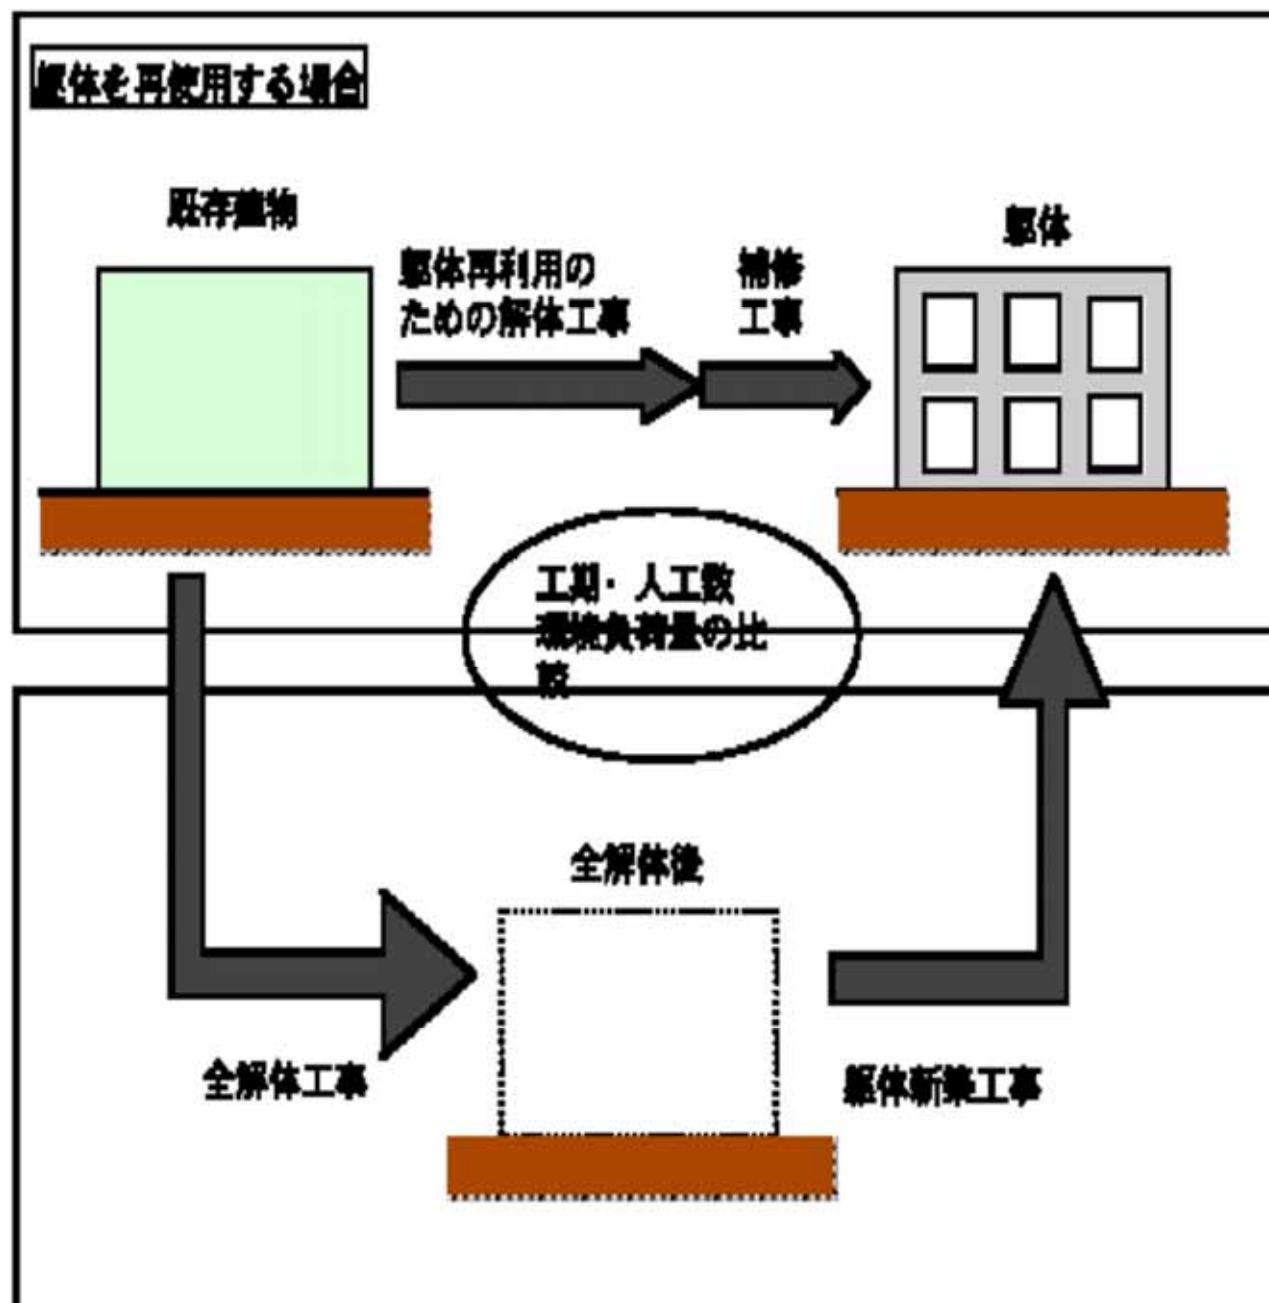 躯体を再使用する場合
既存建物
躯体再利用の
ための解体工事
補修
工事
躯体
工期・人工数
環境負荷量の比
較
全解体後
全解体工事
躯体新築工事